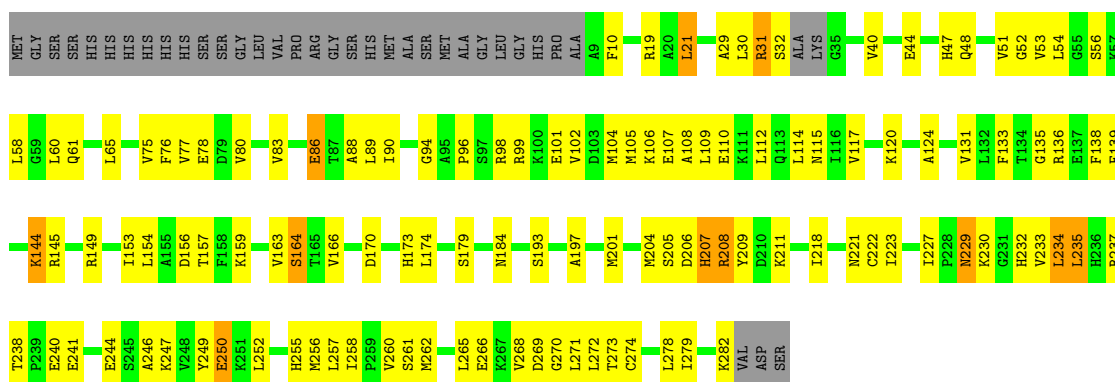 MET GLY SER SER HIS HIS HIS HIS HIS HIS SER SER GLY LEU VAL PRO ARG GLY SER HIS MET ALA SER MET ALA GLY LEU GLY HIS PRO ALA A9 F10 R19 A20 L21 A29 L30 R31 S32 ALA LYS G35 V40 E44 H47 Q48 V51 G52 V53 L54 G55 S56 K57
L58 G59 L60 Q61 L65 V75 F76 V77 E78 D79 V80 V83 E86 T87 A88 L89 I90 G94 A95 P96 S97 R98 R99 K100 E101 V102 D103 M104 M105 K106 E107 A108 L109 E110 K111 L112 Q113 L114 N115 I116 V117 K120 A124 V131 L132 F133 T134 G135 R136 E137 F138
K144 R145 R149 I153 L154 A155 D156 T157 F158 K159 V163 S164 T165 V166 D170 H173 L174 S179 N184 S193 A197 M201 M204 S205 D206 H207 R208 Y209 D210 K211 I218 N221 C222 I223 I227 P228 N229 K230 G231 H232 V233 L234 L235 H236
T238 P239 E240 E241 E244 S245 A246 K247 V248 Y249 E250 K251 L252 H255 M256 L257 I258 P259 V260 S261 M262 L265 E266 K267 V268 D269 G270 L271 L272 T273 C274 L278 I279 K282 VAL ASP SER